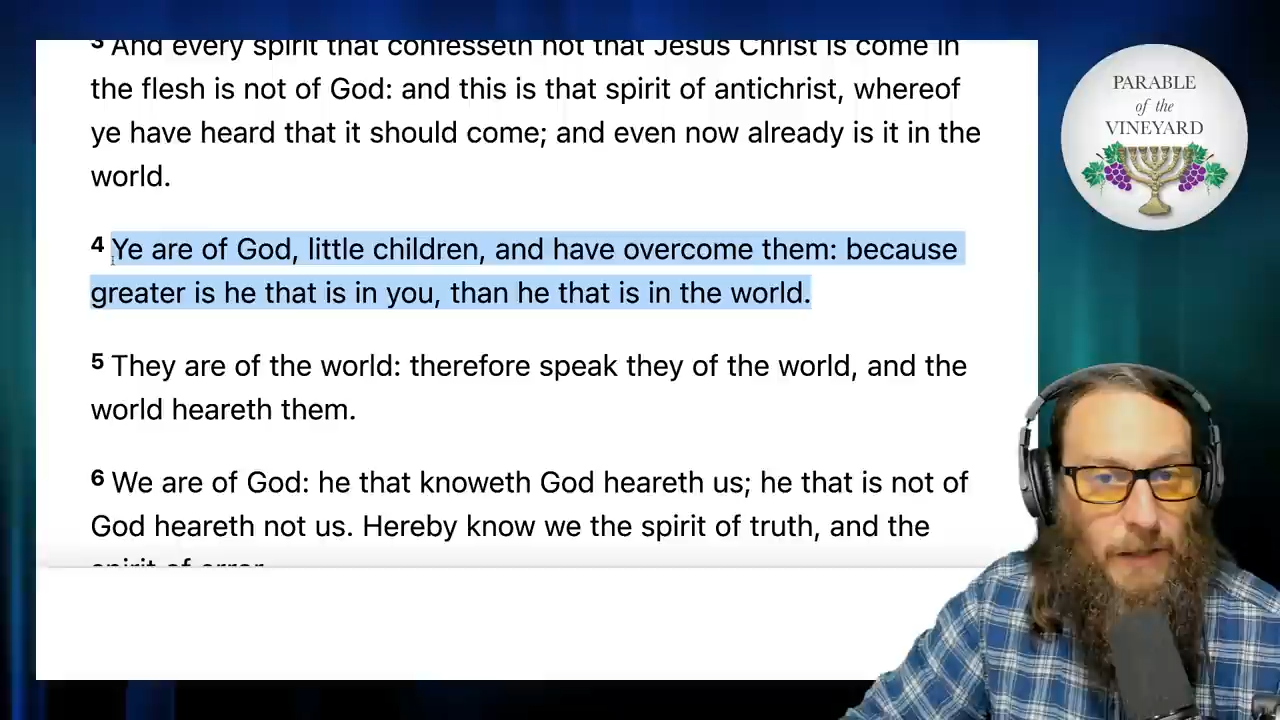 3 And every spirit that confesseth not that Jesus Christ is come in
the flesh is not of God: and this is that spirit of antichrist, whereof
ye have heard that it should come; and even now already is it in the
world.
4 Ye are of God, little children, and have overcome them: because
greater is he that is in you, than he that is in the world.
5 They are of the world: therefore speak they of the world, and the
world heareth them.
6 We are of God: he that knoweth God heareth us; he that is not of
God heareth not us. Hereby know we the spirit of truth, and the
spirit of error
PARABLE
of the
VINEYARD